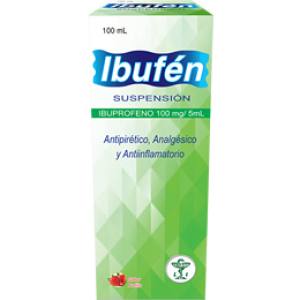 100 mL
Ibufén
SUSPENSIÓN
IBUPROFENO 100 mg/ 5mL
Antipirético, Analgésico
y Antiinflamatorio